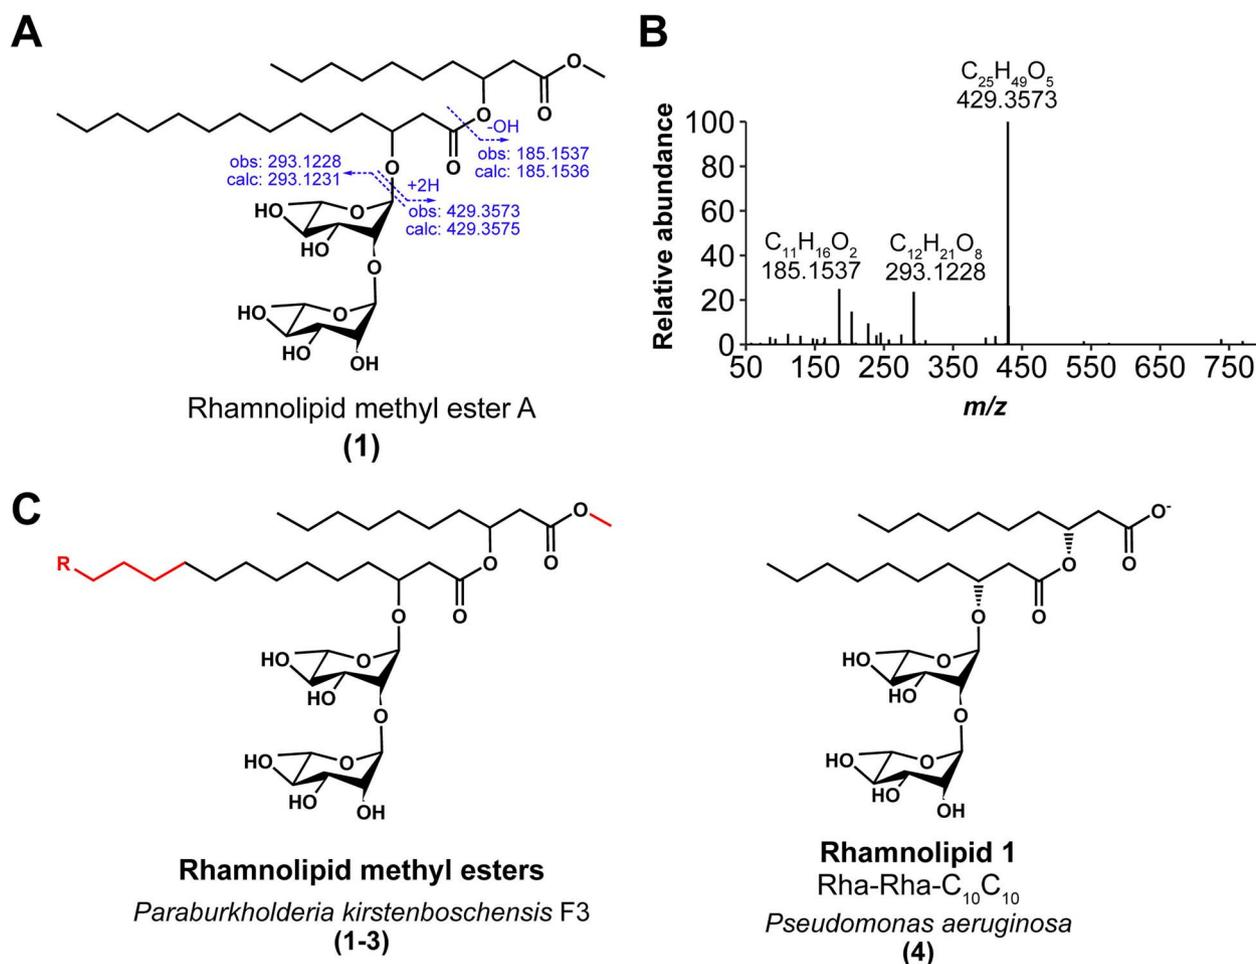 A
O
O
O
O
-OH
obs: 185.1537
calc: 185.1536
obs: 293.1228
calc: 293.1231
O
+2H
obs: 429.3573
calc: 429.3575
HO
O
HO
O
HO
O
HO
OH
Rhamnolipid methyl ester A
(1)
B
Relative abundance
100
80
60
40
20
0
C₂₅H₄₉O₅
429.3573
C₁₁H₁₆O₂
185.1537
C₁₂H₂₁O₈
293.1228
50 150 250 350 450 550 650 750
m/z
C
R
O
O
O
O
O
HO
O
HO
O
HO
O
HO
OH
Rhamnolipid methyl esters
Paraburkholderia kirstenboschensis F3
(1-3)
O⁻
O
O
O
O
HO
O
HO
O
HO
O
HO
OH
Rhamnolipid 1
Rha-Rha-C₁₀C₁₀
Pseudomonas aeruginosa
(4)